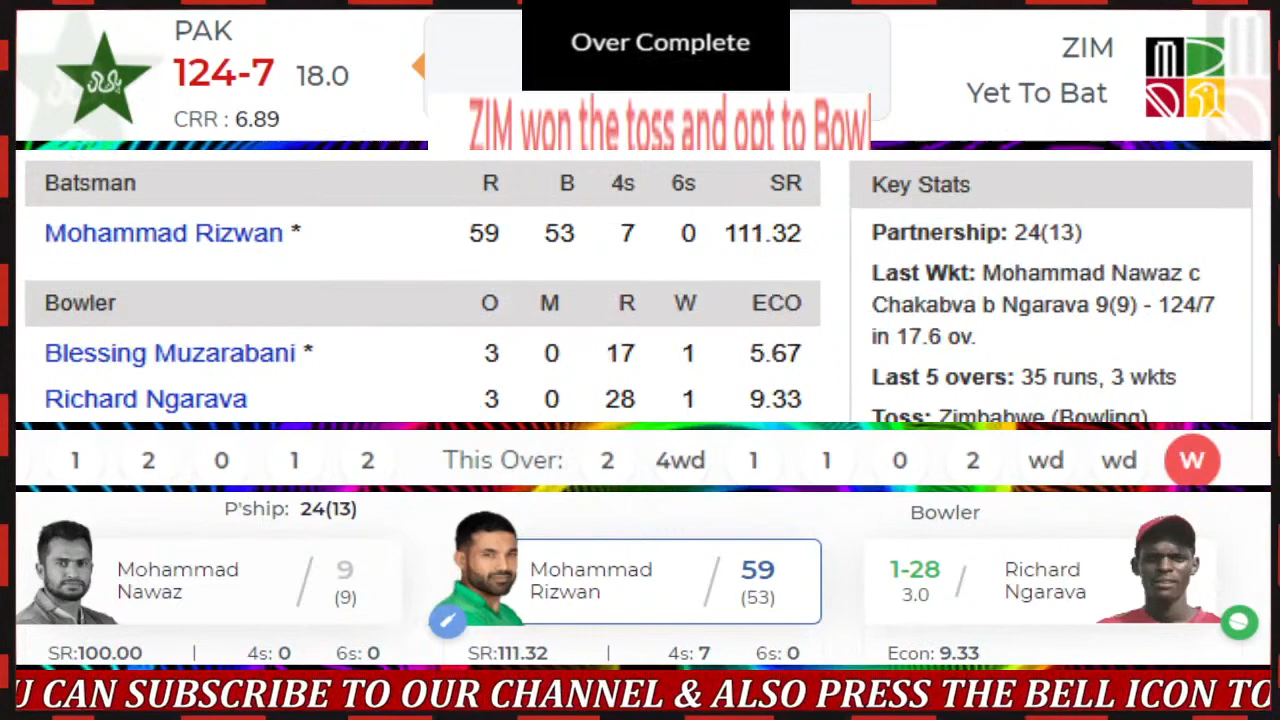 PAK
124-7 18.0
CRR : 6.89
Over Complete
ZIM won the toss and opt to Bowl
ZIM
Yet To Bat
Batsman R B 4s 6s SR
Mohammad Rizwan * 59 53 7 0 111.32
Bowler O M R W ECO
Blessing Muzarabani * 3 0 17 1 5.67
Richard Ngarava 3 0 28 1 9.33
Key Stats
Partnership: 24(13)
Last Wkt: Mohammad Nawaz c
Chakabva b Ngarava 9(9) - 124/7
in 17.6 ov.
Last 5 overs: 35 runs, 3 wkts
Toss: Zimbabwe (Bowling)
1 2 0 1 2 This Over: 2 4wd 1 1 0 2 wd wd W
P'ship: 24(13)
Mohammad
Nawaz
/ 9
(9)
SR:100.00 | 4s: 0 6s: 0
Mohammad
Rizwan
/ 59
(53)
SR:111.32 | 4s: 7 6s: 0
Bowler
1-28 /
3.0
Richard
Ngarava
Econ: 9.33
U CAN SUBSCRIBE TO OUR CHANNEL & ALSO PRESS THE BELL ICON TO